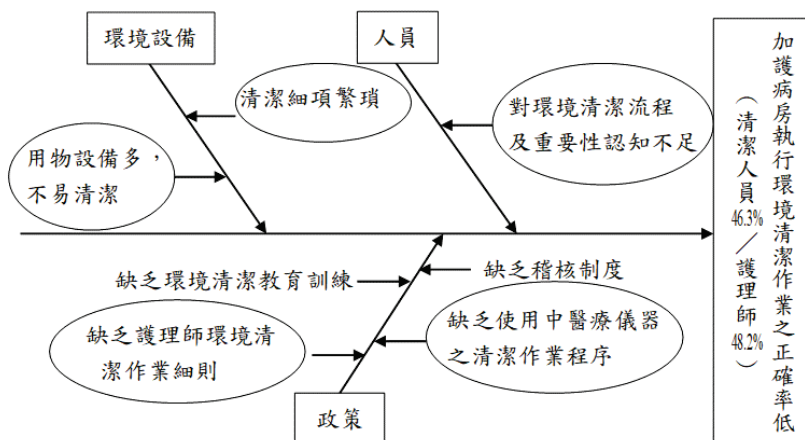 環境設備
人員
清潔細項繁瑣
對環境清潔流程
及重要性認知不足
用物設備多，
不易清潔
缺乏環境清潔教育訓練
缺乏稽核制度
缺乏護理師環境清
潔作業細則
缺乏使用中醫療儀器
之清潔作業程序
政策
加護病房執行環境清潔作業之正確率低
（清潔人員46.3%／護理師48.2%）